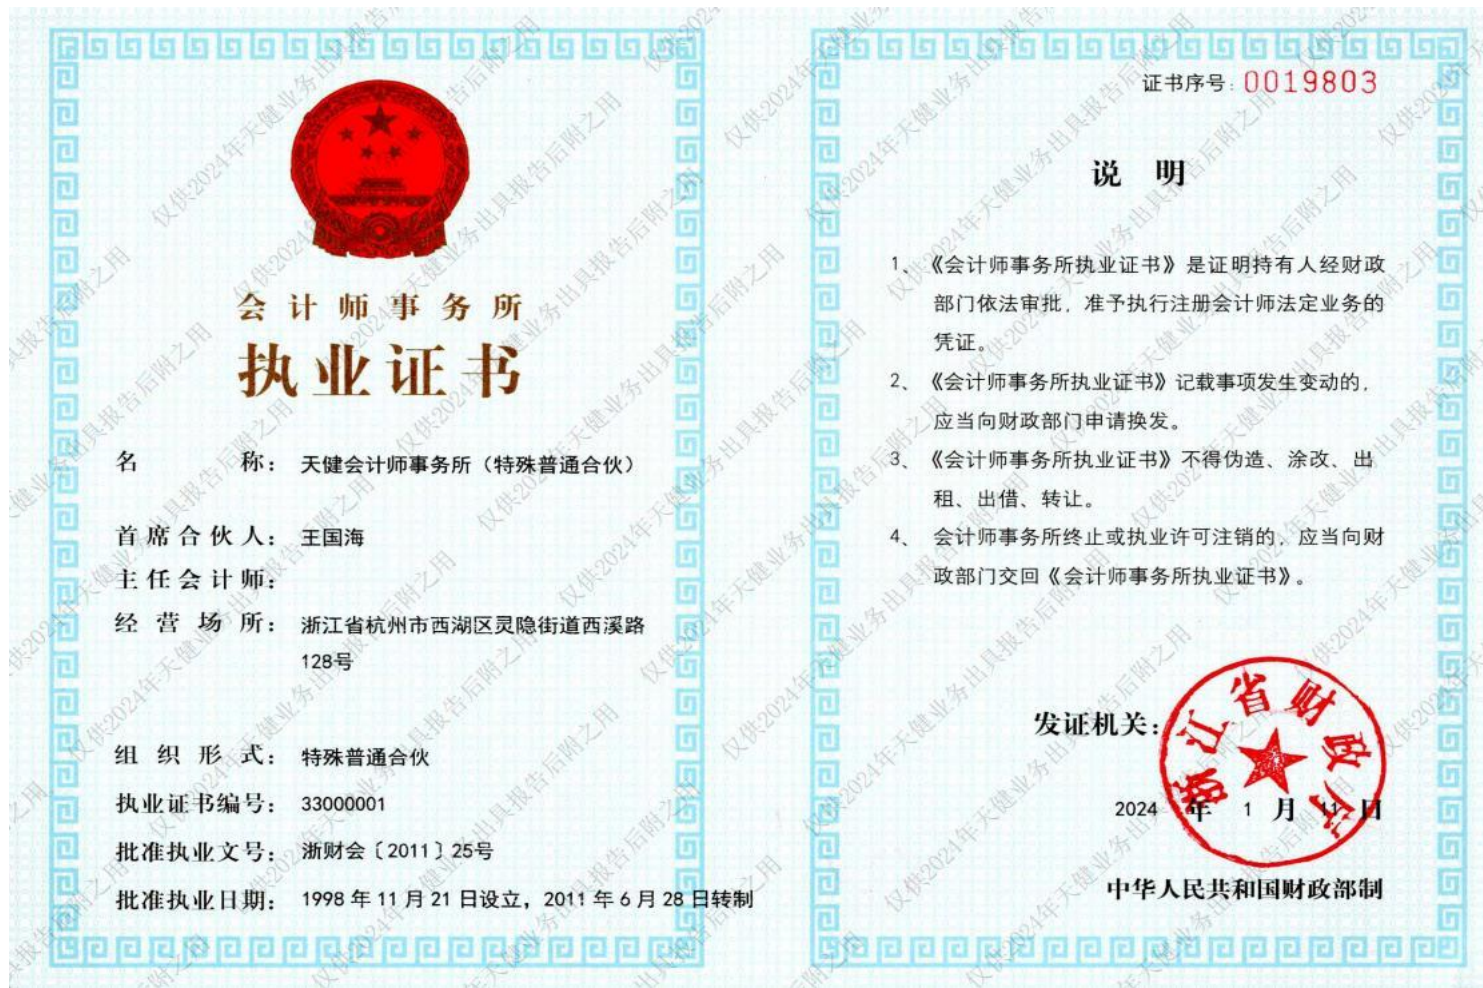 会计师事务所
执业证书
名称：天健会计师事务所（特殊普通合伙）
首席合伙人：王国海
主任会计师：
经营场所：浙江省杭州市西湖区灵隐街道西溪路
128号
组织形式：特殊普通合伙
执业证书编号：33000001
批准执业文号：浙财会〔2011〕25号
批准执业日期：1998年11月21日设立，2011年6月28日转制
证书序号：0019803
说明
1、《会计师事务所执业证书》是证明持有人经财政
部门依法审批，准予执行注册会计师法定业务的
凭证。
2、《会计师事务所执业证书》记载事项发生变动的，
应当向财政部门申请换发。
3、《会计师事务所执业证书》不得伪造、涂改、出
租、出借、转让。
4、会计师事务所终止或执业许可注销的，应当向财
政部门交回《会计师事务所执业证书》。
发证机关：
浙江省财政厅
2024年1月11日
中华人民共和国财政部制
仅供2024年天健业务出具报告后附之用